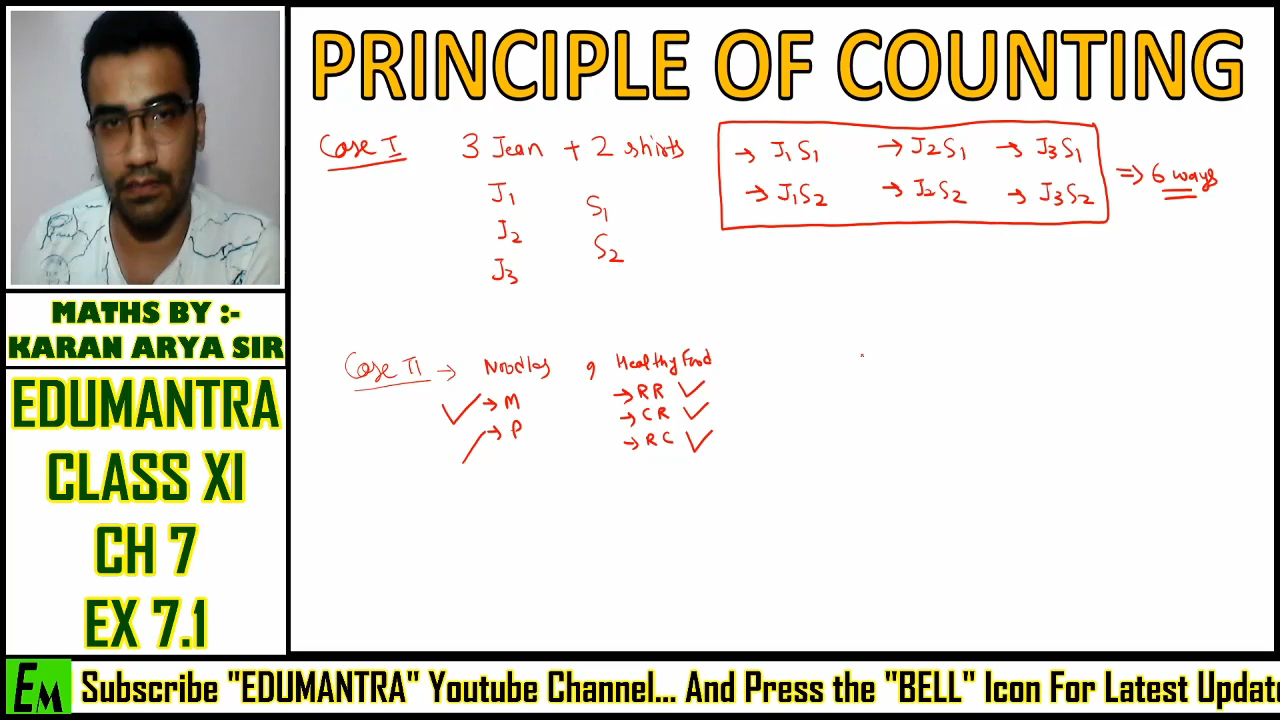 PRINCIPLE OF COUNTING
Case I 3 Jean + 2 shirts
J1 S1
J2 S2
J3
→ J1S1 → J2S1 → J3S1
→ J1S2 → J2S2 → J3S2
⇒ 6 ways
Case II → Noodles , Healthy Food
→ M → RR ✓
→ P → CR ✓
→ RC ✓
MATHS BY :-
KARAN ARYA SIR
EDUMANTRA
CLASS XI
CH 7
EX 7.1
EM Subscribe "EDUMANTRA" Youtube Channel... And Press the "BELL" Icon For Latest Update